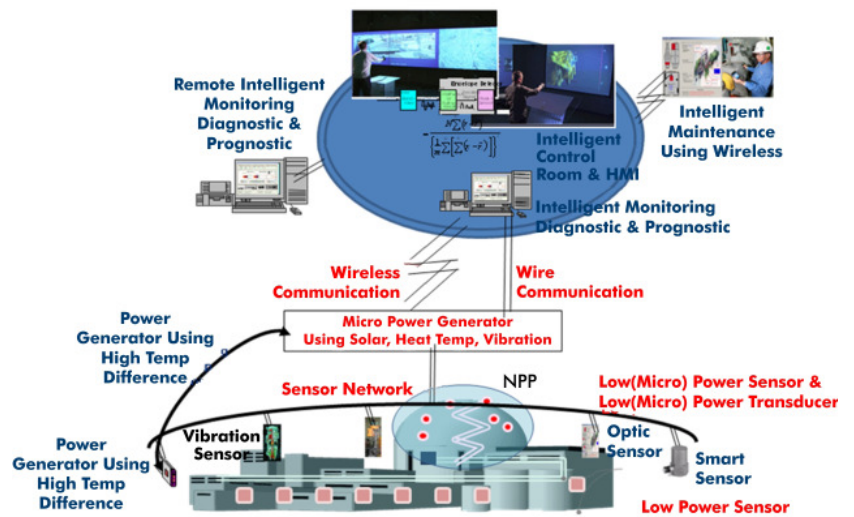 Remote Intelligent
Monitoring
Diagnostic &
Prognostic
Intelligent
Maintenance
Using Wireless
Intelligent
Control
Room & HMI
Intelligent Monitoring
Diagnostic & Prognostic
Wireless
Communication
Wire
Communication
Micro Power Generator
Using Solar, Heat Temp, Vibration
Power
Generator Using
High Temp
Difference
Sensor Network
NPP
Low(Micro) Power Sensor &
Low(Micro) Power Transducer
Vibration
Sensor
Optic
Sensor
Smart
Sensor
Power
Generator Using
High Temp
Difference
Low Power Sensor